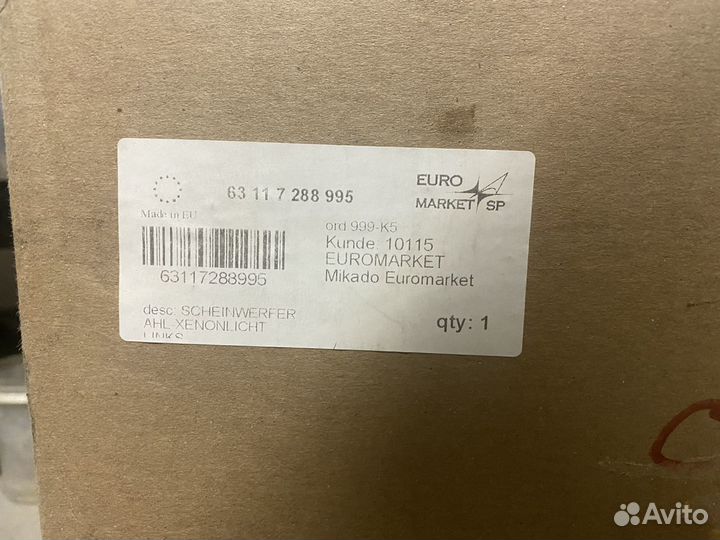 63 11 7 288 995
EURO
MARKET SP
Made in EU
63117288995
ord 999-K5
Kunde. 10115
EUROMARKET
Mikado Euromarket
desc: SCHEINWERFER
AHL-XENONLICHT
LINKS
qty: 1
Avito